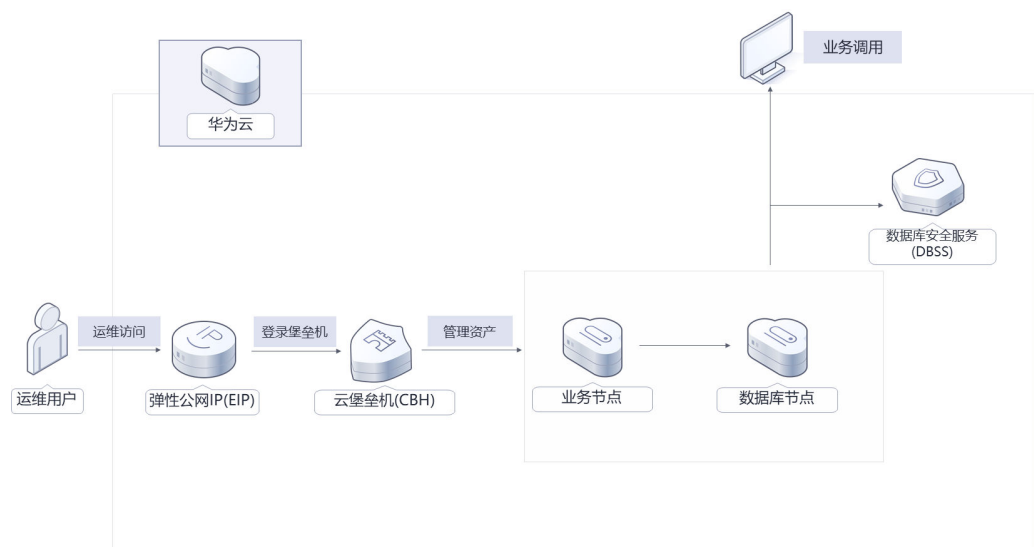 业务调用
华为云
数据库安全服务
(DBSS)
运维访问
登录堡垒机
管理资产
IP
运维用户
弹性公网IP(EIP)
云堡垒机(CBH)
业务节点
数据库节点